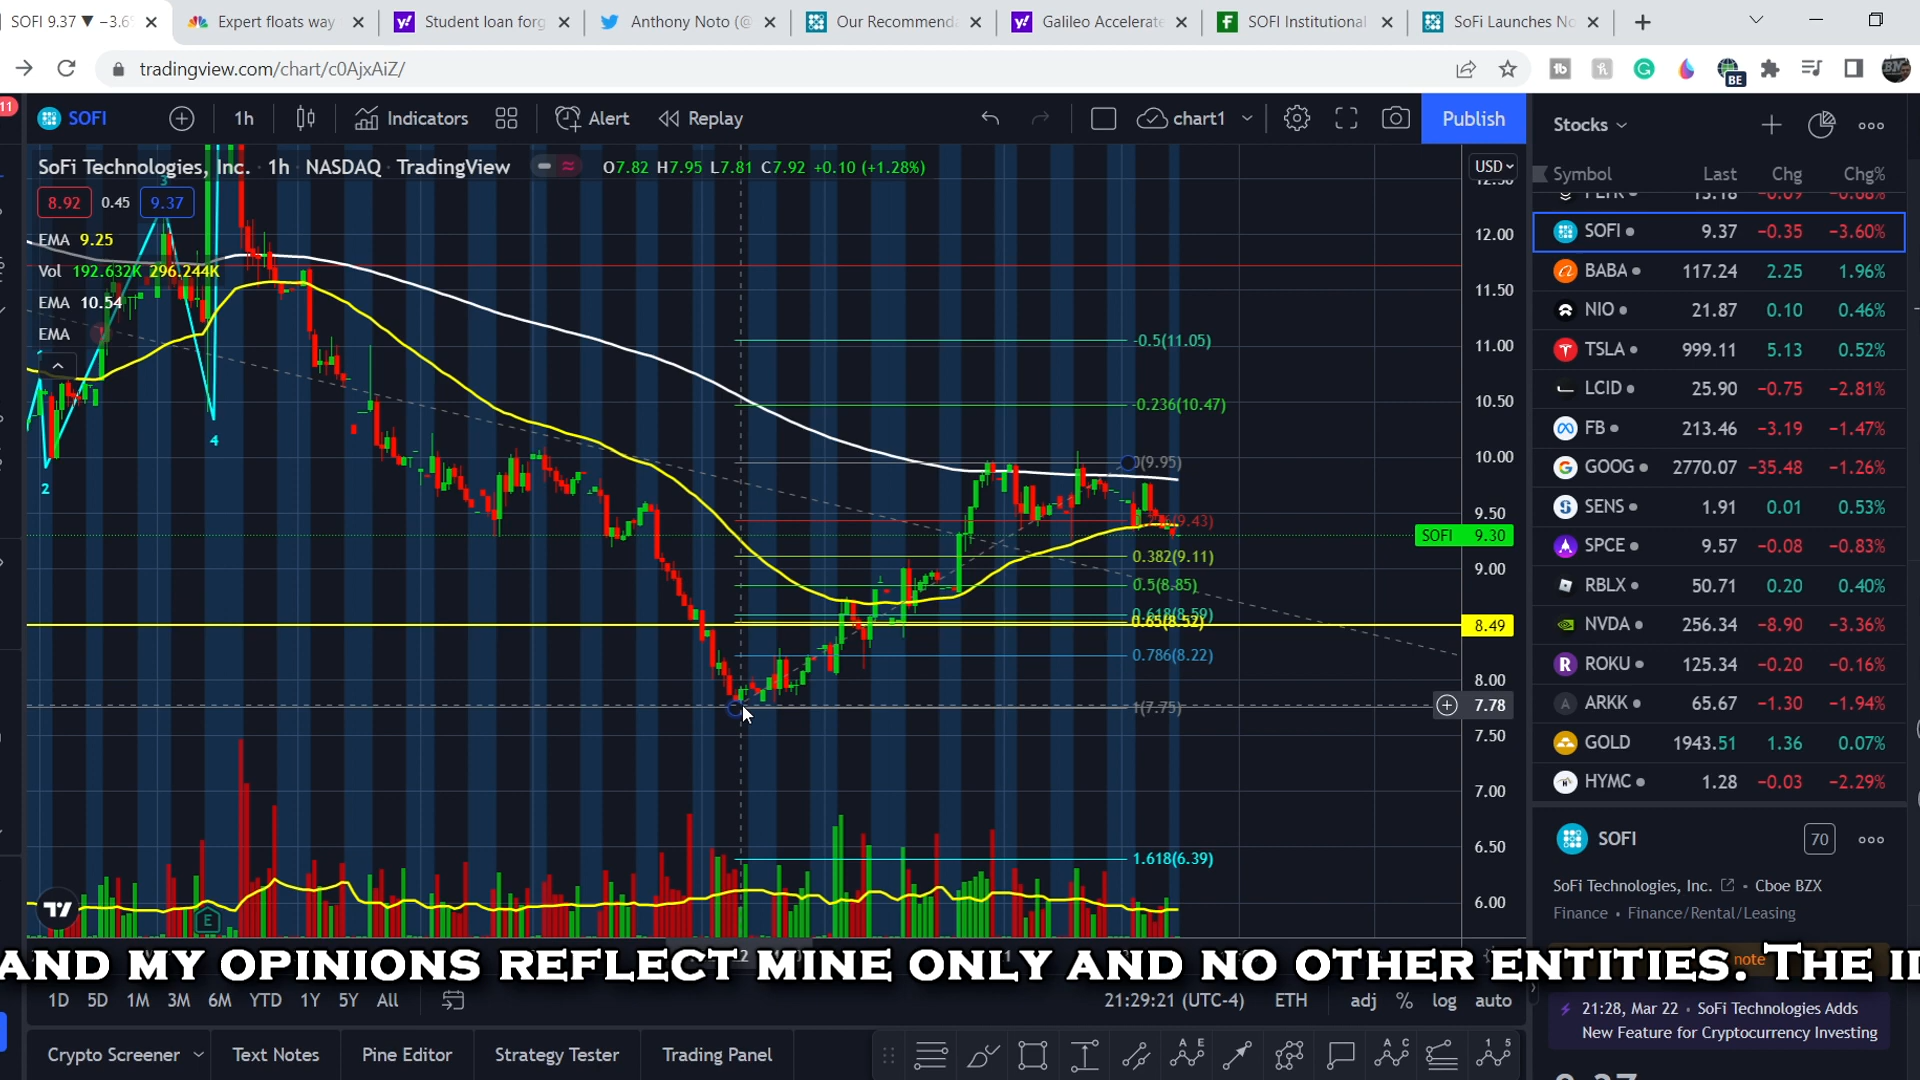 SOFI 9.37 ▼ −3.6
Expert floats way
Student loan forg
Anthony Noto (@
Our Recommenda
Galileo Accelerate
SOFI Institutional
SoFi Launches No
tradingview.com/chart/c0AjxAiZ/
BE
11
SOFI
1h
Indicators
Alert
Replay
chart1
Publish
Stocks
SoFi Technologies, Inc. · 1h · NASDAQ · TradingView
O7.82 H7.95 L7.81 C7.92 +0.10 (+1.28%)
USD
8.92 0.45 9.37
EMA 9.25
Vol 192.632K 296.244K
EMA 10.54
EMA
3
4
2
-0.5(11.05)
-0.236(10.47)
0(9.95)
0.382(9.11)
0.5(8.85)
0.618(8.59)
0.65(8.52)
0.786(8.22)
1(7.75)
1.618(6.39)
12.00
11.50
11.00
10.50
10.00
9.50
SOFI 9.30
9.00
8.49
8.00
7.78
7.50
7.00
6.50
6.00
Symbol Last Chg Chg%
SOFI 9.37 −0.35 −3.60%
BABA 117.24 2.25 1.96%
NIO 21.87 0.10 0.46%
TSLA 999.11 5.13 0.52%
LCID 25.90 −0.75 −2.81%
FB 213.46 −3.19 −1.47%
GOOG 2770.07 −35.48 −1.26%
SENS 1.91 0.01 0.53%
SPCE 9.57 −0.08 −0.83%
RBLX 50.71 0.20 0.40%
NVDA 256.34 −8.90 −3.36%
ROKU 125.34 −0.20 −0.16%
ARKK 65.67 −1.30 −1.94%
GOLD 1943.51 1.36 0.07%
HYMC 1.28 −0.03 −2.29%
SOFI
70
SoFi Technologies, Inc. • Cboe BZX
Finance • Finance/Rental/Leasing
note
21:28, Mar 22 • SoFi Technologies Adds
New Feature for Cryptocurrency Investing
E
AND MY OPINIONS REFLECT MINE ONLY AND NO OTHER ENTITIES. THE
1D 5D 1M 3M 6M YTD 1Y 5Y All
21:29:21 (UTC-4)
ETH
adj % log auto
Crypto Screener
Text Notes
Pine Editor
Strategy Tester
Trading Panel